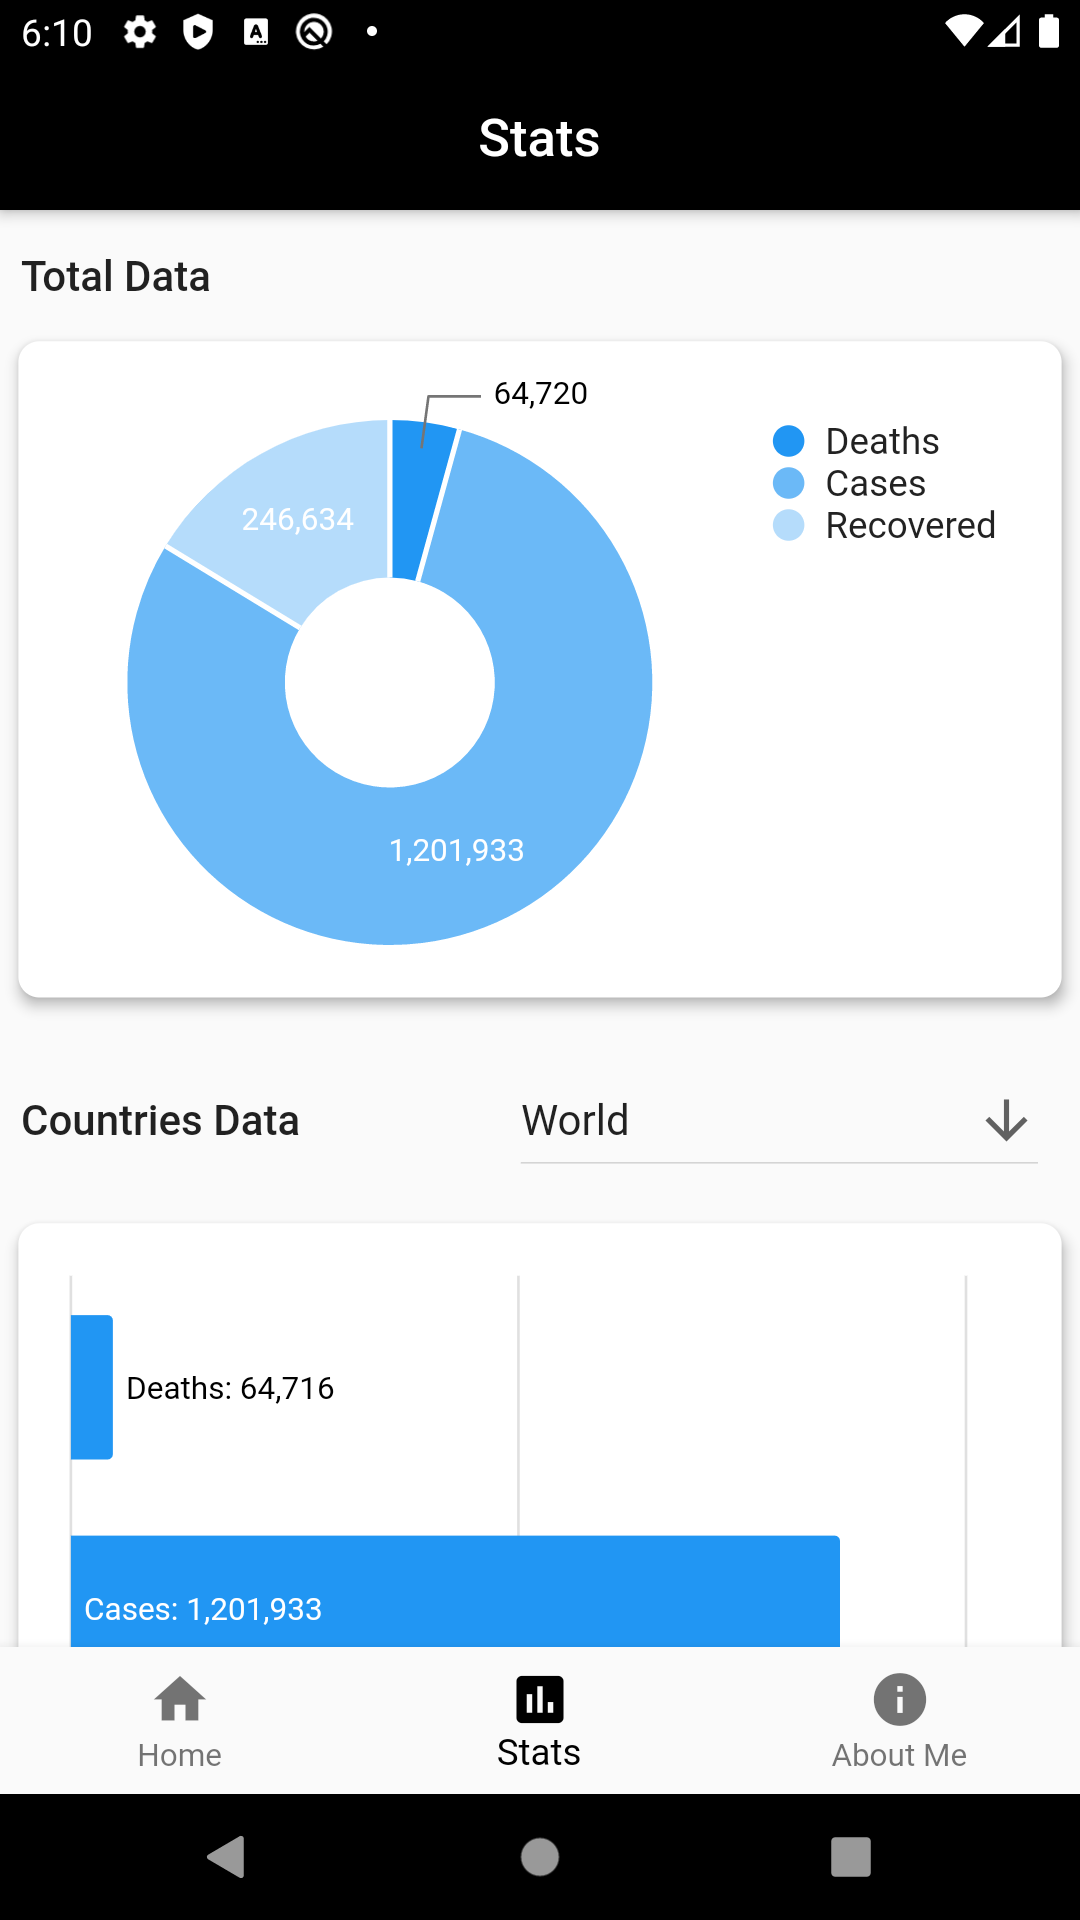 6:10
Stats
Total Data
64,720
Deaths
Cases
Recovered
246,634
1,201,933
Countries Data
World
Deaths: 64,716
Cases: 1,201,933
Home
Stats
About Me